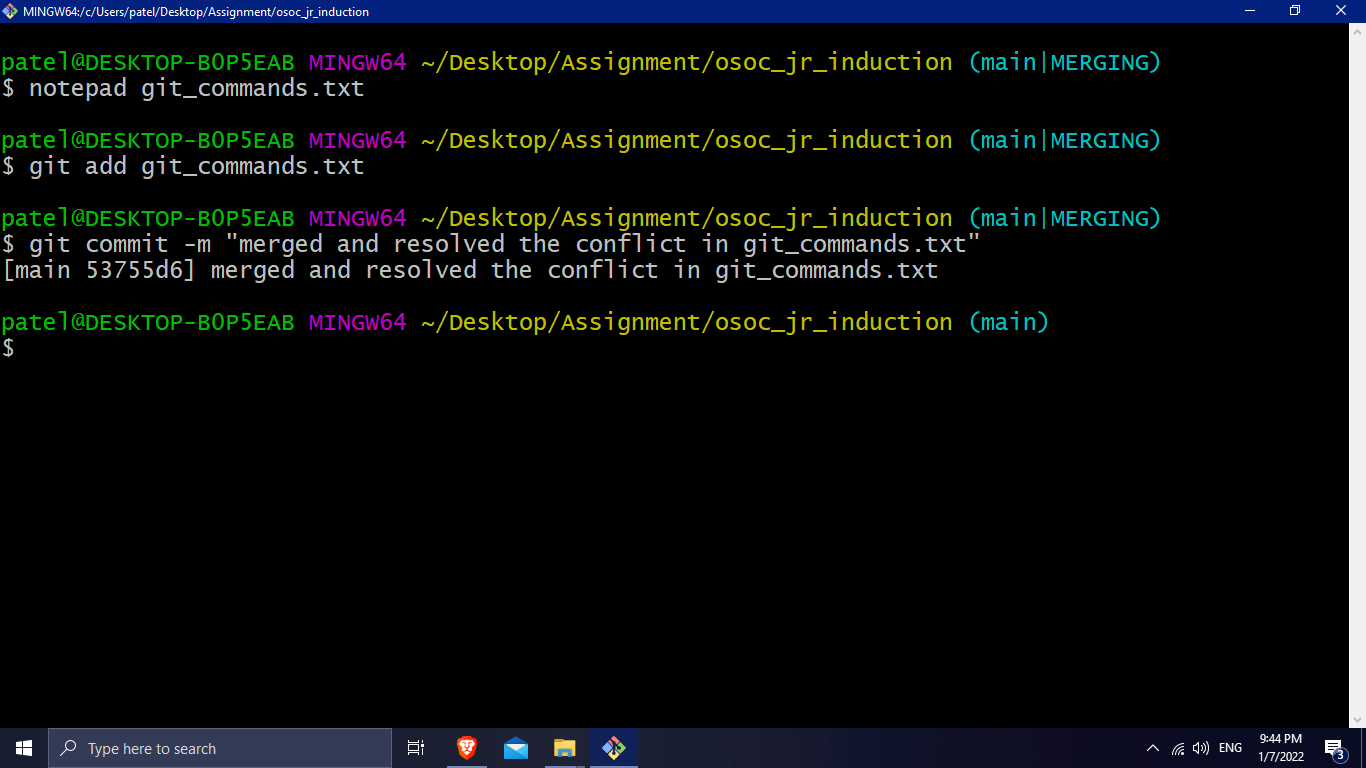 MINGW64:/c/Users/patel/Desktop/Assignment/osoc_jr_induction
patel@DESKTOP-B0P5EAB MINGW64 ~/Desktop/Assignment/osoc_jr_induction (main|MERGING)
$ notepad git_commands.txt
patel@DESKTOP-B0P5EAB MINGW64 ~/Desktop/Assignment/osoc_jr_induction (main|MERGING)
$ git add git_commands.txt
patel@DESKTOP-B0P5EAB MINGW64 ~/Desktop/Assignment/osoc_jr_induction (main|MERGING)
$ git commit -m "merged and resolved the conflict in git_commands.txt"
[main 53755d6] merged and resolved the conflict in git_commands.txt
patel@DESKTOP-B0P5EAB MINGW64 ~/Desktop/Assignment/osoc_jr_induction (main)
$
Type here to search
ENG
9:44 PM
1/7/2022
3